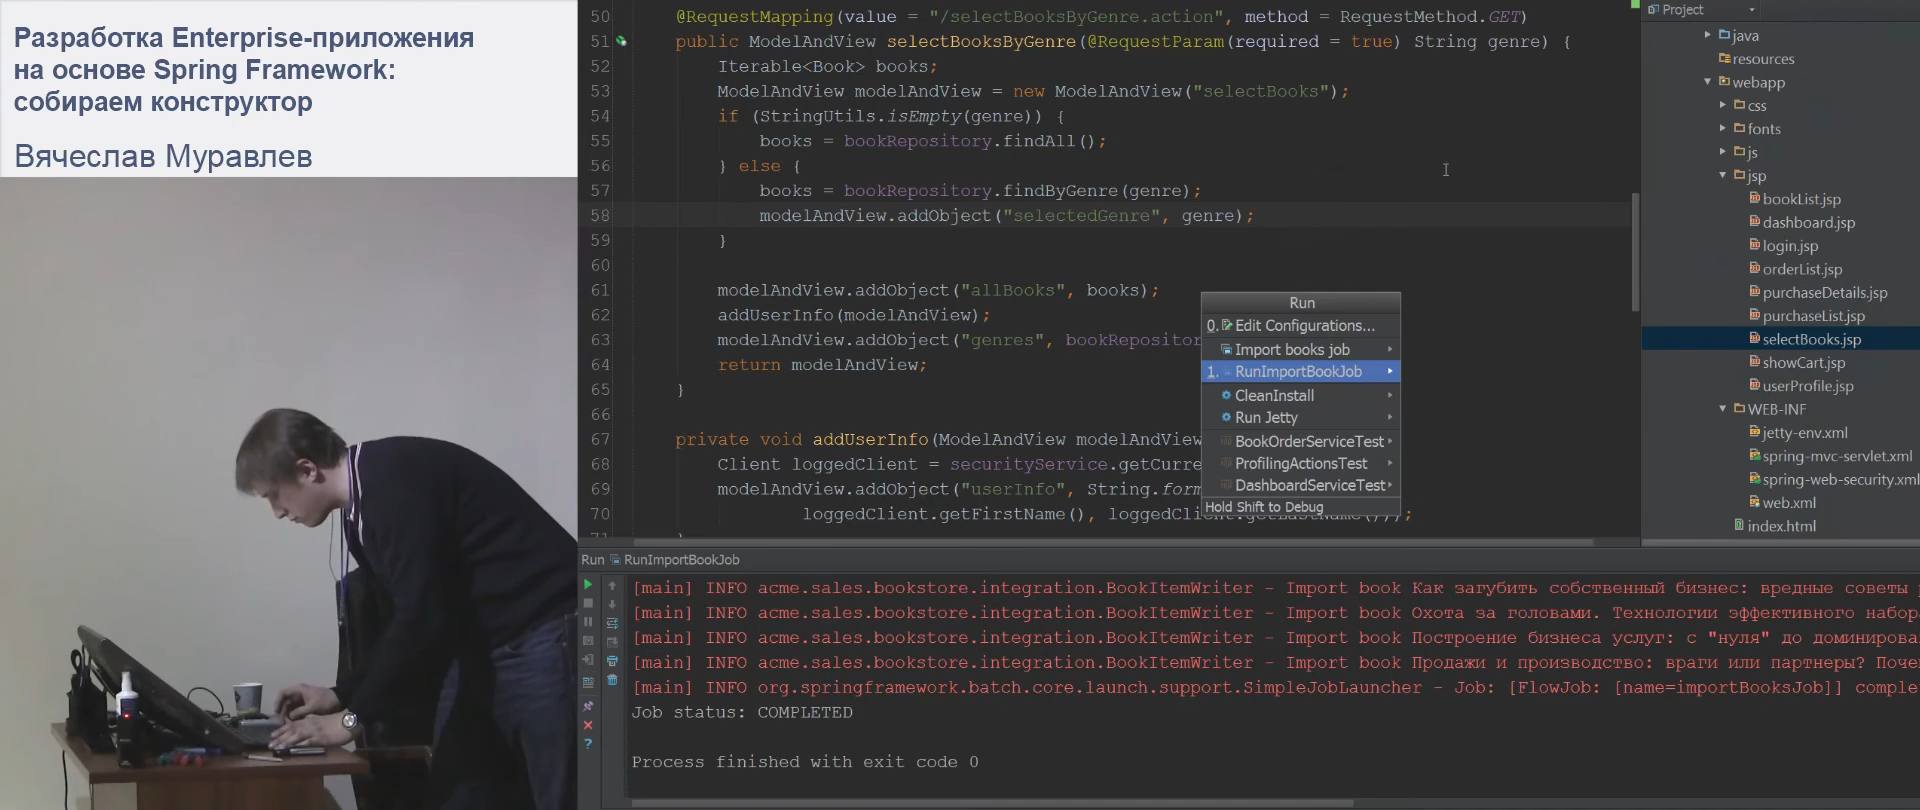 Разработка Enterprise-приложения
на основе Spring Framework:
собираем конструктор
Вячеслав Муравлев
50 @RequestMapping(value = "/selectBooksByGenre.action", method = RequestMethod.GET)
51 public ModelAndView selectBooksByGenre(@RequestParam(required = true) String genre) {
52 Iterable<Book> books;
53 ModelAndView modelAndView = new ModelAndView("selectBooks");
54 if (StringUtils.isEmpty(genre)) {
55 books = bookRepository.findAll();
56 } else {
57 books = bookRepository.findByGenre(genre);
58 modelAndView.addObject("selectedGenre", genre);
59 }
60
61 modelAndView.addObject("allBooks", books);
62 addUserInfo(modelAndView);
63 modelAndView.addObject("genres", bookRepositor
64 return modelAndView;
65 }
66
67 private void addUserInfo(ModelAndView modelAndView
68 Client loggedClient = securityService.getCurre
69 modelAndView.addObject("userInfo", String.form
70 loggedClient.getFirstName(), loggedClient.getLastName()));
Run
0. Edit Configurations...
Import books job
1. RunImportBookJob
CleanInstall
Run Jetty
BookOrderServiceTest
ProfilingActionsTest
DashboardServiceTest
Hold Shift to Debug
Project
java
resources
webapp
css
fonts
js
jsp
bookList.jsp
dashboard.jsp
login.jsp
orderList.jsp
purchaseDetails.jsp
purchaseList.jsp
selectBooks.jsp
showCart.jsp
userProfile.jsp
WEB-INF
jetty-env.xml
spring-mvc-servlet.xml
spring-web-security.xml
web.xml
index.html
Run RunImportBookJob
[main] INFO acme.sales.bookstore.integration.BookItemWriter - Import book Как загубить собственный бизнес: вредные советы
[main] INFO acme.sales.bookstore.integration.BookItemWriter - Import book Охота за головами. Технологии эффективного набор
[main] INFO acme.sales.bookstore.integration.BookItemWriter - Import book Построение бизнеса услуг: с "нуля" до доминирова
[main] INFO acme.sales.bookstore.integration.BookItemWriter - Import book Продажи и производство: враги или партнеры? Поче
[main] INFO org.springframework.batch.core.launch.support.SimpleJobLauncher - Job: [FlowJob: [name=importBooksJob]] comple
Job status: COMPLETED
Process finished with exit code 0